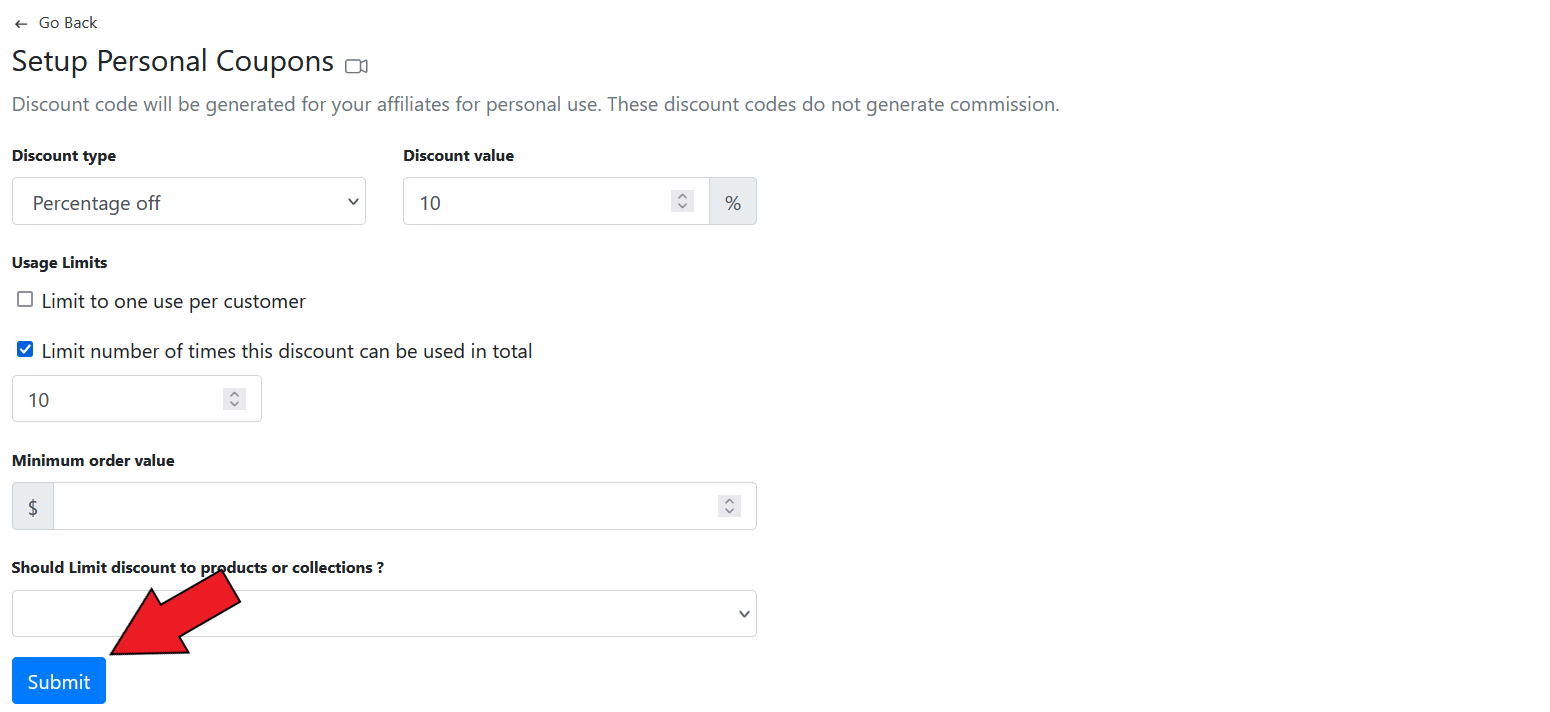 ← Go Back
Setup Personal Coupons
Discount code will be generated for your affiliates for personal use. These discount codes do not generate commission.
Discount type Discount value
Percentage off 10 %
Usage Limits
Limit to one use per customer
Limit number of times this discount can be used in total
10
Minimum order value
$
Should Limit discount to products or collections ?
Submit